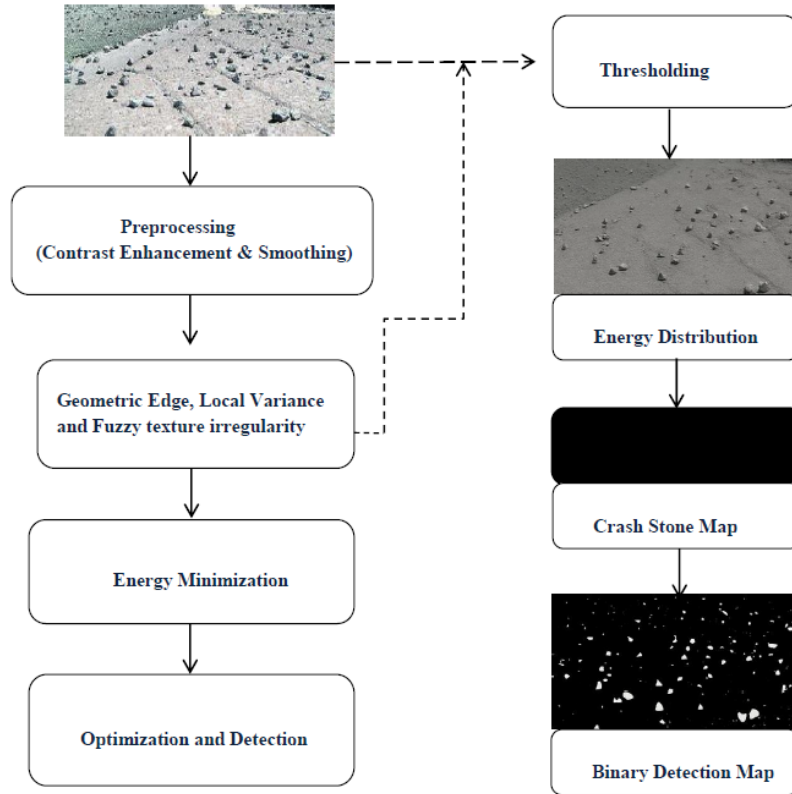 Preprocessing
(Contrast Enhancement & Smoothing)
Geometric Edge, Local Variance
and Fuzzy texture irregularity
Energy Minimization
Optimization and Detection
Thresholding
Energy Distribution
Crash Stone Map
Binary Detection Map